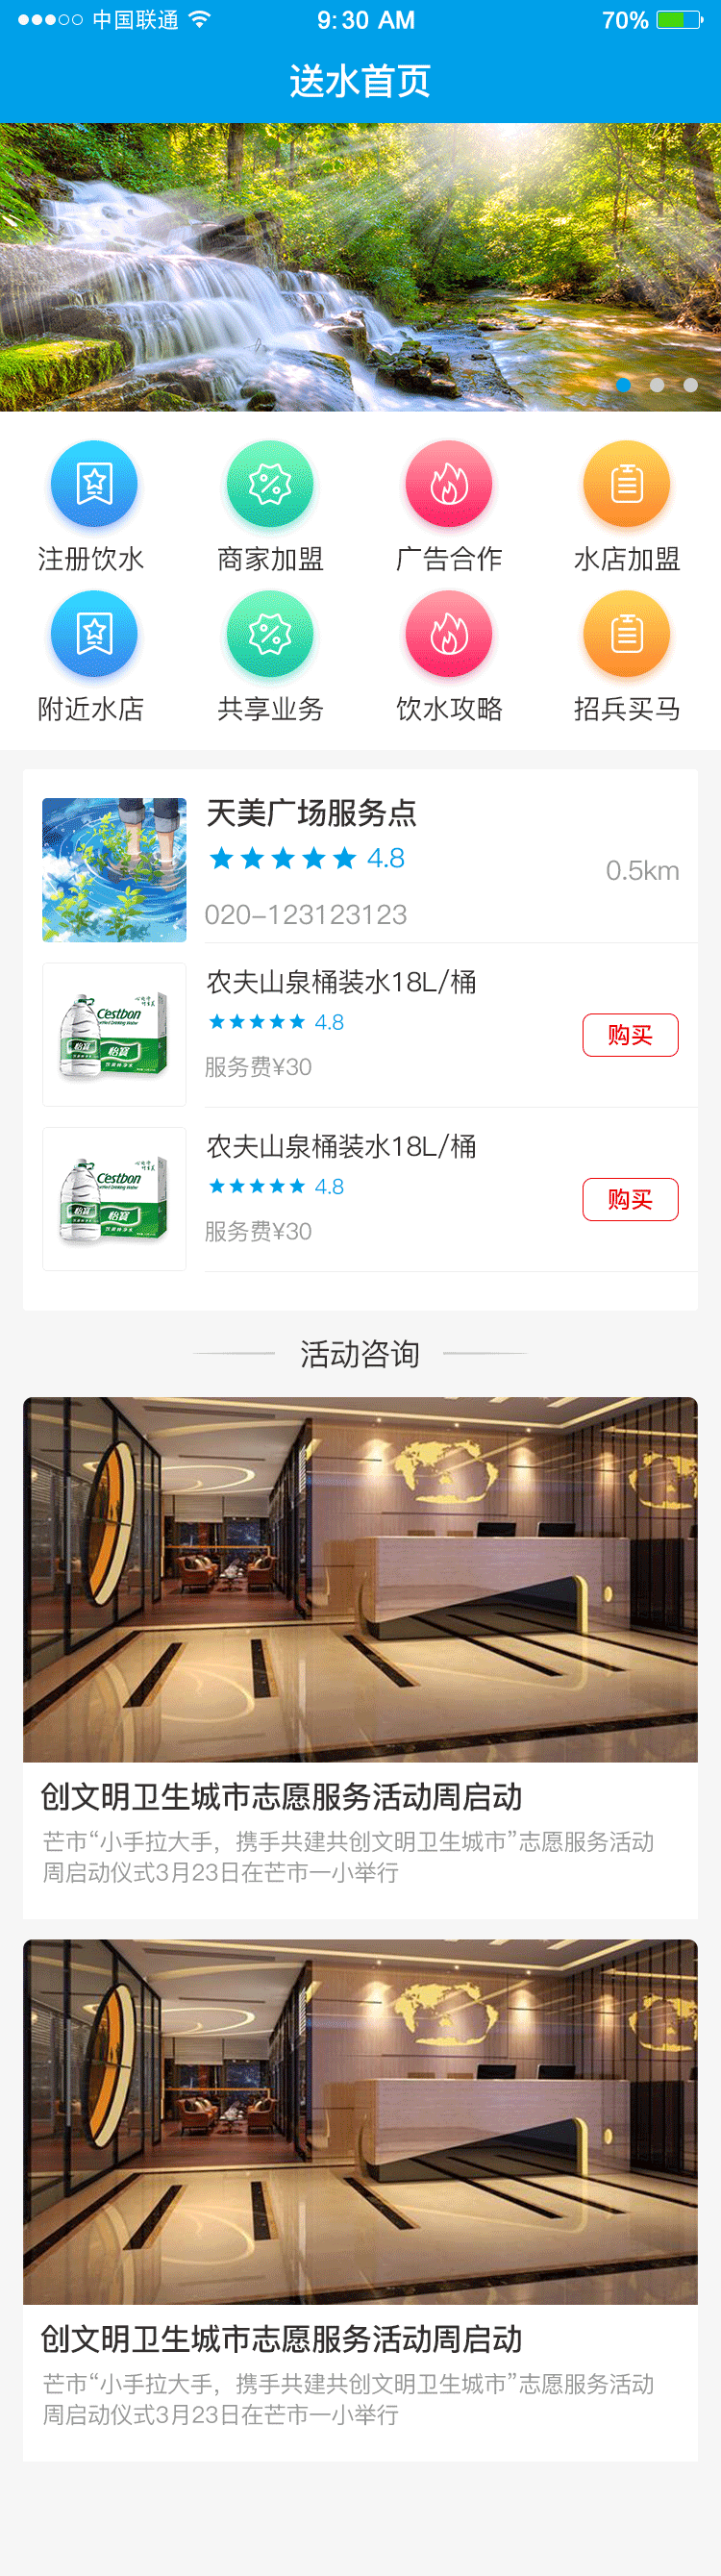 中国联通
9:30 AM
70%
送水首页
注册饮水
商家加盟
广告合作
水店加盟
附近水店
共享业务
饮水攻略
招兵买马
天美广场服务点
4.8
0.5km
020-123123123
农夫山泉桶装水18L/桶
4.8
服务费¥30
购买
C'estbon
怡寶
怡寶
农夫山泉桶装水18L/桶
4.8
服务费¥30
购买
C'estbon
怡寶
怡寶
活动咨询
创文明卫生城市志愿服务活动周启动
芒市“小手拉大手，携手共建共创文明卫生城市”志愿服务活动
周启动仪式3月23日在芒市一小举行
创文明卫生城市志愿服务活动周启动
芒市“小手拉大手，携手共建共创文明卫生城市”志愿服务活动
周启动仪式3月23日在芒市一小举行